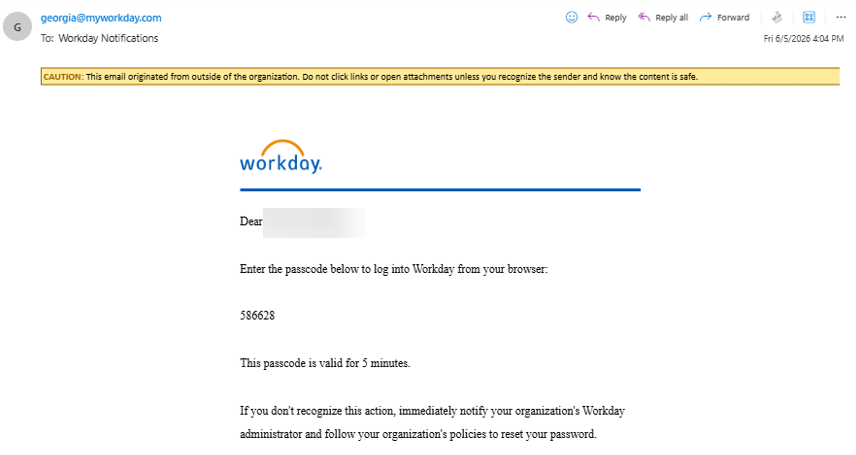 G
georgia@myworkday.com
Reply
Reply all
Forward
To: Workday Notifications
Fri 6/5/2026 4:04 PM
CAUTION: This email originated from outside of the organization. Do not click links or open attachments unless you recognize the sender and know the content is safe.
workday.
Dear
Enter the passcode below to log into Workday from your browser:
586628
This passcode is valid for 5 minutes.
If you don't recognize this action, immediately notify your organization's Workday
administrator and follow your organization's policies to reset your password.